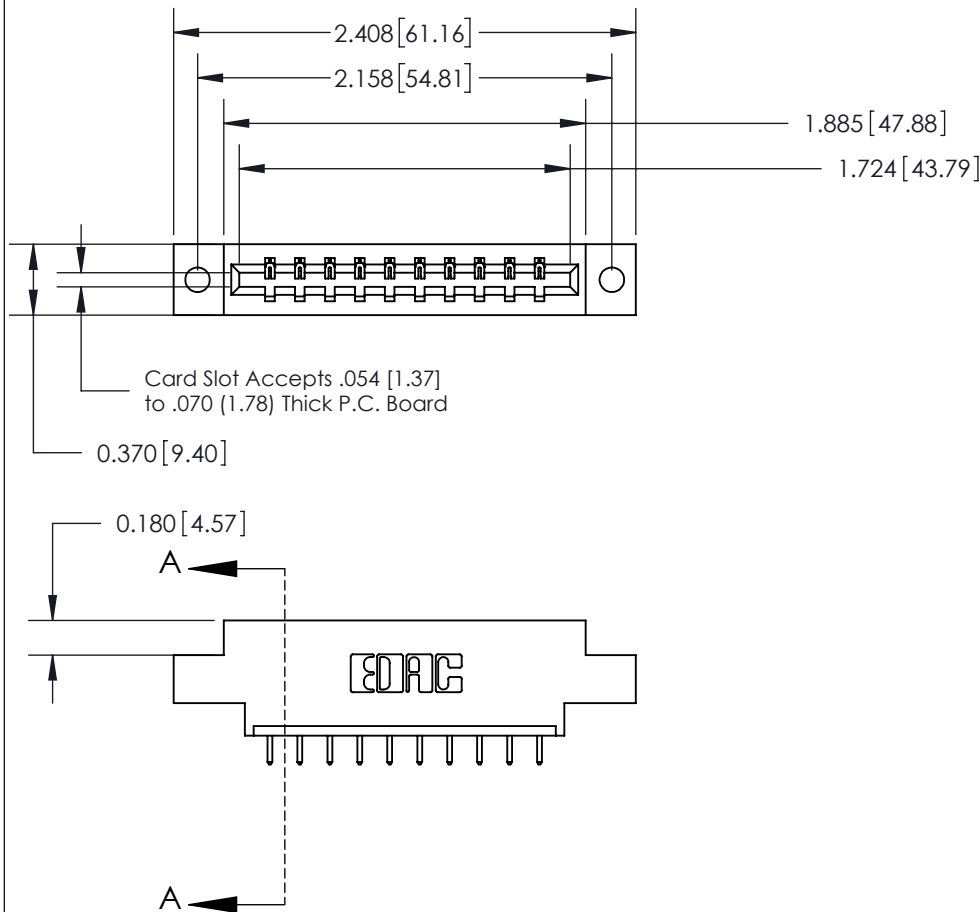 2.408[61.16]
2.158[54.81]
1.885[47.88]
1.724[43.79]
Card Slot Accepts .054 [1.37]
to .070 (1.78) Thick P.C. Board
0.370[9.40]
0.180[4.57]
A
EDAC
A